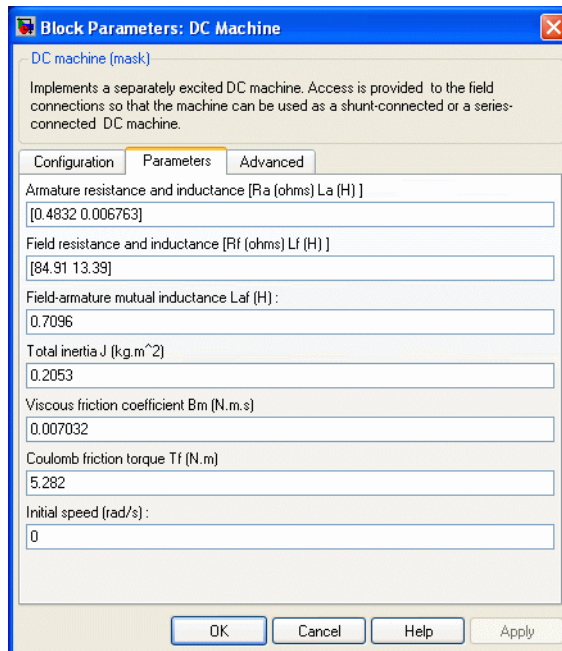 Block Parameters: DC Machine
DC machine (mask)
Implements a separately excited DC machine. Access is provided to the field
connections so that the machine can be used as a shunt-connected or a series-
connected DC machine.
Configuration Parameters Advanced
Armature resistance and inductance [Ra (ohms) La (H) ]
[0.4832 0.006763]
Field resistance and inductance [Rf (ohms) Lf (H) ]
[84.91 13.39]
Field-armature mutual inductance Laf (H) :
0.7096
Total inertia J (kg.m^2)
0.2053
Viscous friction coefficient Bm (N.m.s)
0.007032
Coulomb friction torque Tf (N.m)
5.282
Initial speed (rad/s) :
0
OK Cancel Help Apply